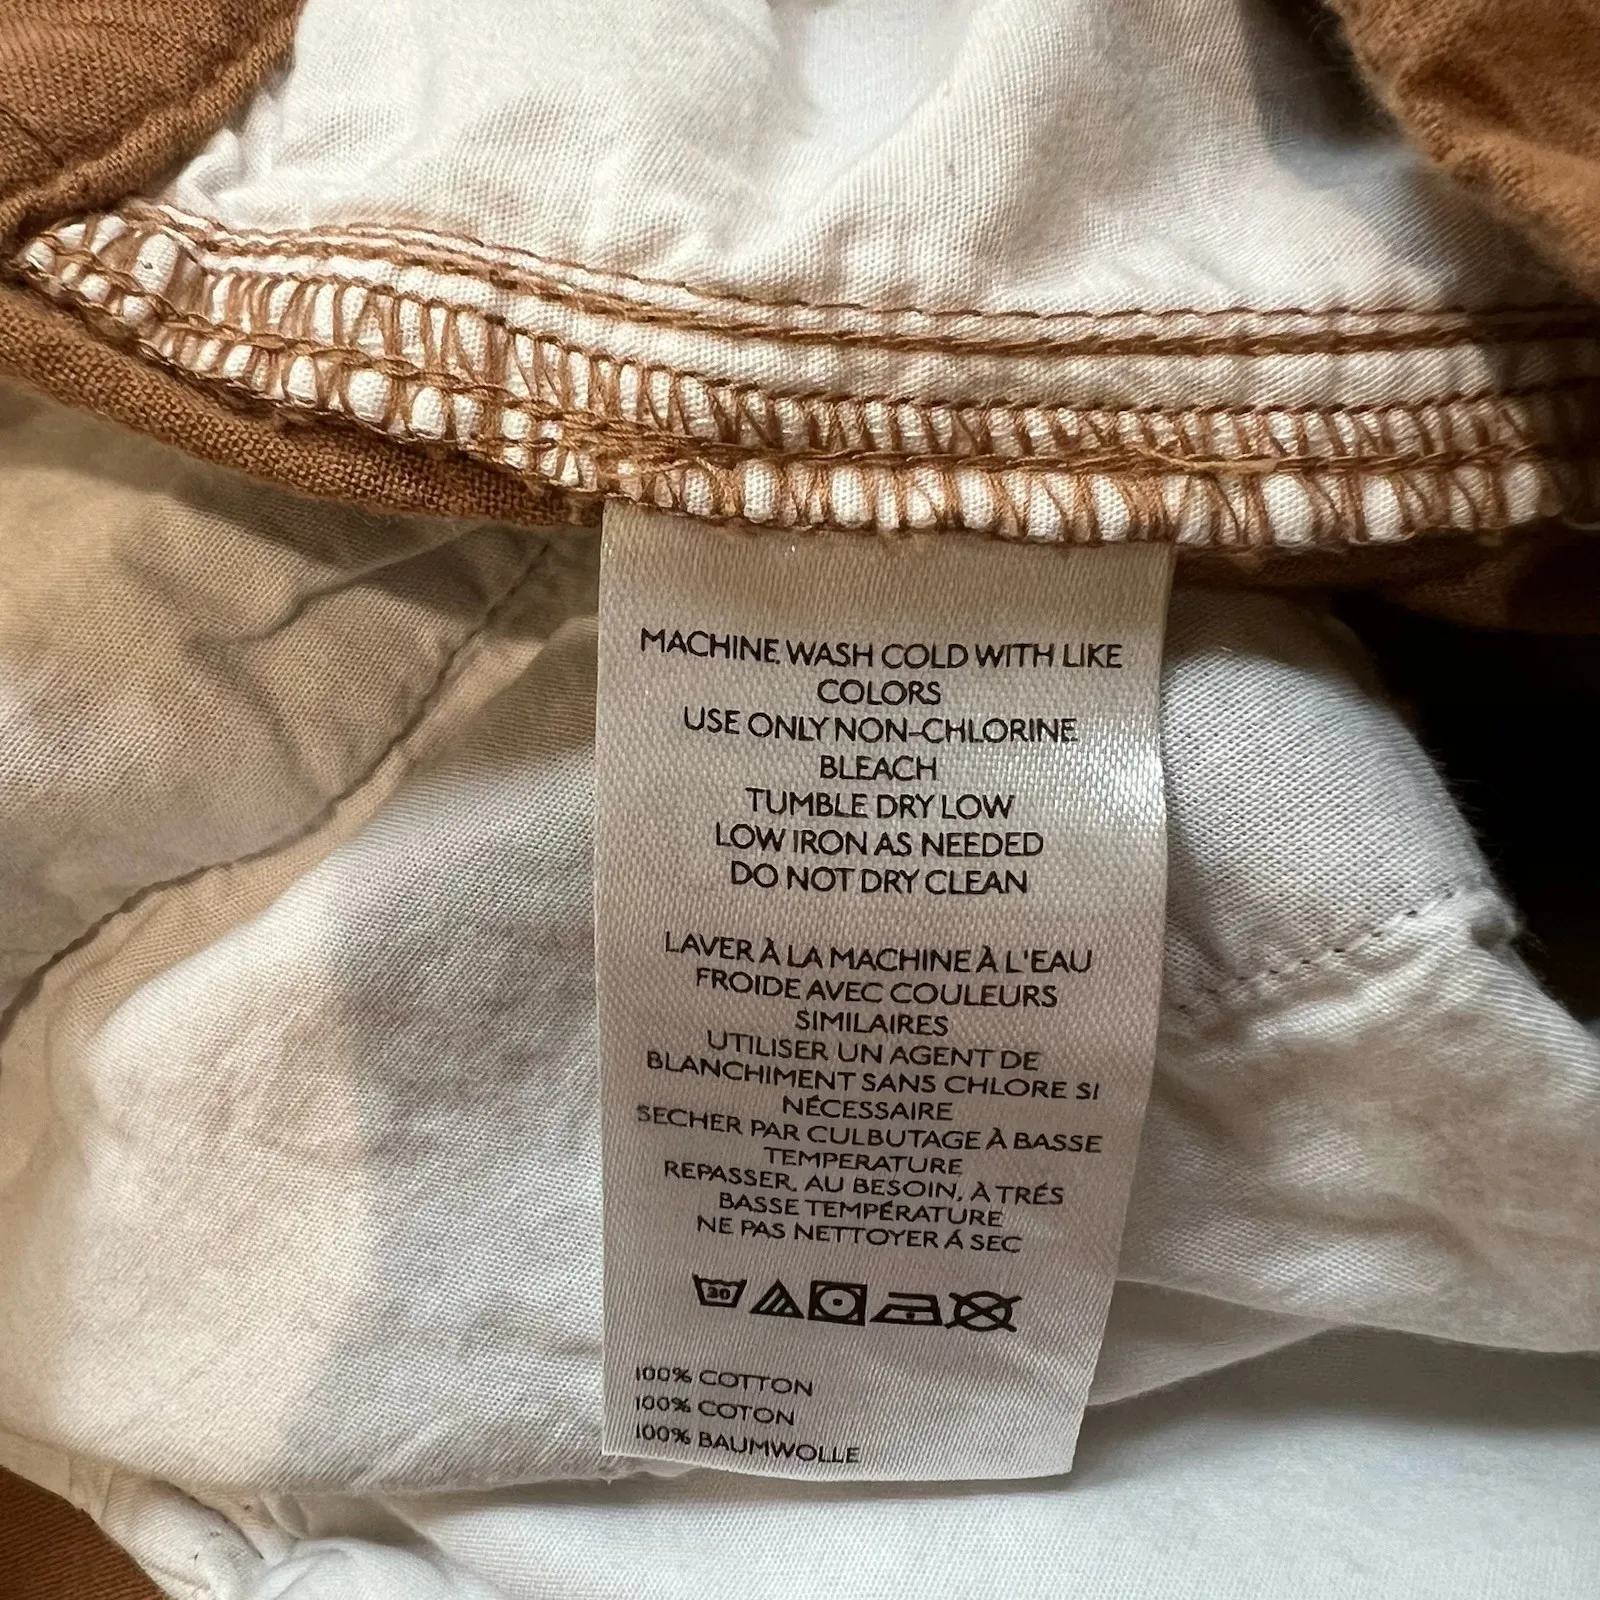 MACHINE WASH COLD WITH LIKE
COLORS
USE ONLY NON-CHLORINE
BLEACH
TUMBLE DRY LOW
LOW IRON AS NEEDED
DO NOT DRY CLEAN
LAVER À LA MACHINE À L'EAU
FROIDE AVEC COULEURS
SIMILAIRES
UTILISER UN AGENT DE
BLANCHIMENT SANS CHLORE SI
NÉCESSAIRE
SECHER PAR CULBUTAGE À BASSE
TEMPERATURE
REPASSER, AU BESOIN, À TRÉS
BASSE TEMPÉRATURE
NE PAS NETTOYER Á SEC
30
100% COTTON
100% COTON
100% BAUMWOLLE